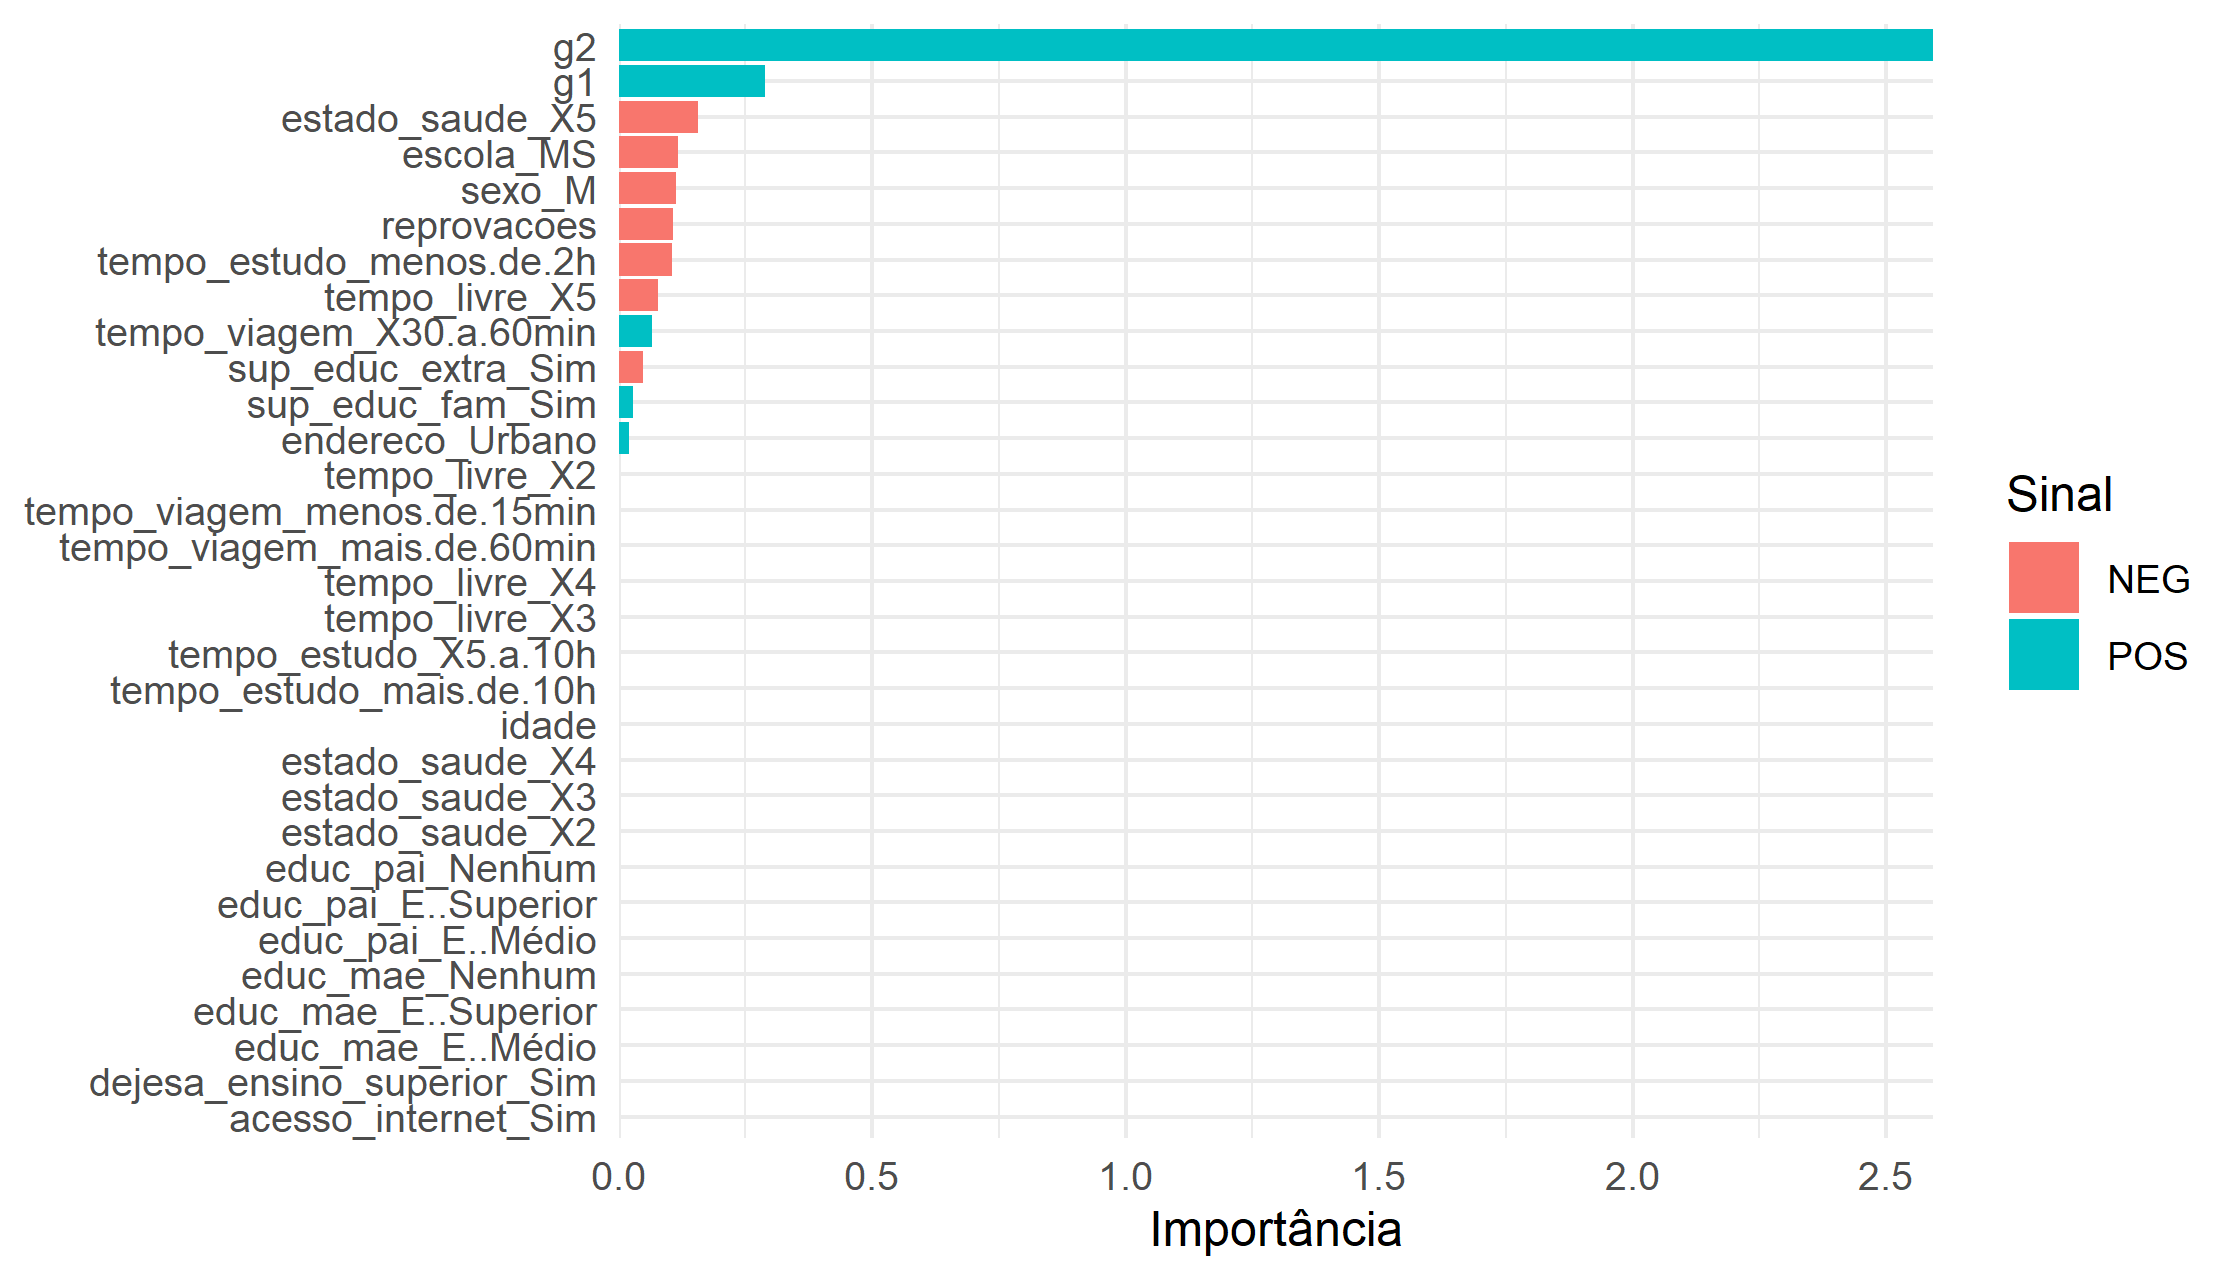 g2
g1
estado_saude_X5
escola_MS
sexo_M
reprovacoes
tempo_estudo_menos.de.2h
tempo_livre_X5
tempo_viagem_X30.a.60min
sup_educ_extra_Sim
sup_educ_fam_Sim
endereco_Urbano
tempo_livre_X2
tempo_viagem_menos.de.15min
tempo_viagem_mais.de.60min
tempo_livre_X4
tempo_livre_X3
tempo_estudo_X5.a.10h
tempo_estudo_mais.de.10h
idade
estado_saude_X4
estado_saude_X3
estado_saude_X2
educ_pai_Nenhum
educ_pai_E..Superior
educ_pai_E..Médio
educ_mae_Nenhum
educ_mae_E..Superior
educ_mae_E..Médio
dejesa_ensino_superior_Sim
acesso_internet_Sim
0.0 0.5 1.0 1.5 2.0 2.5
Importância
Sinal
NEG
POS